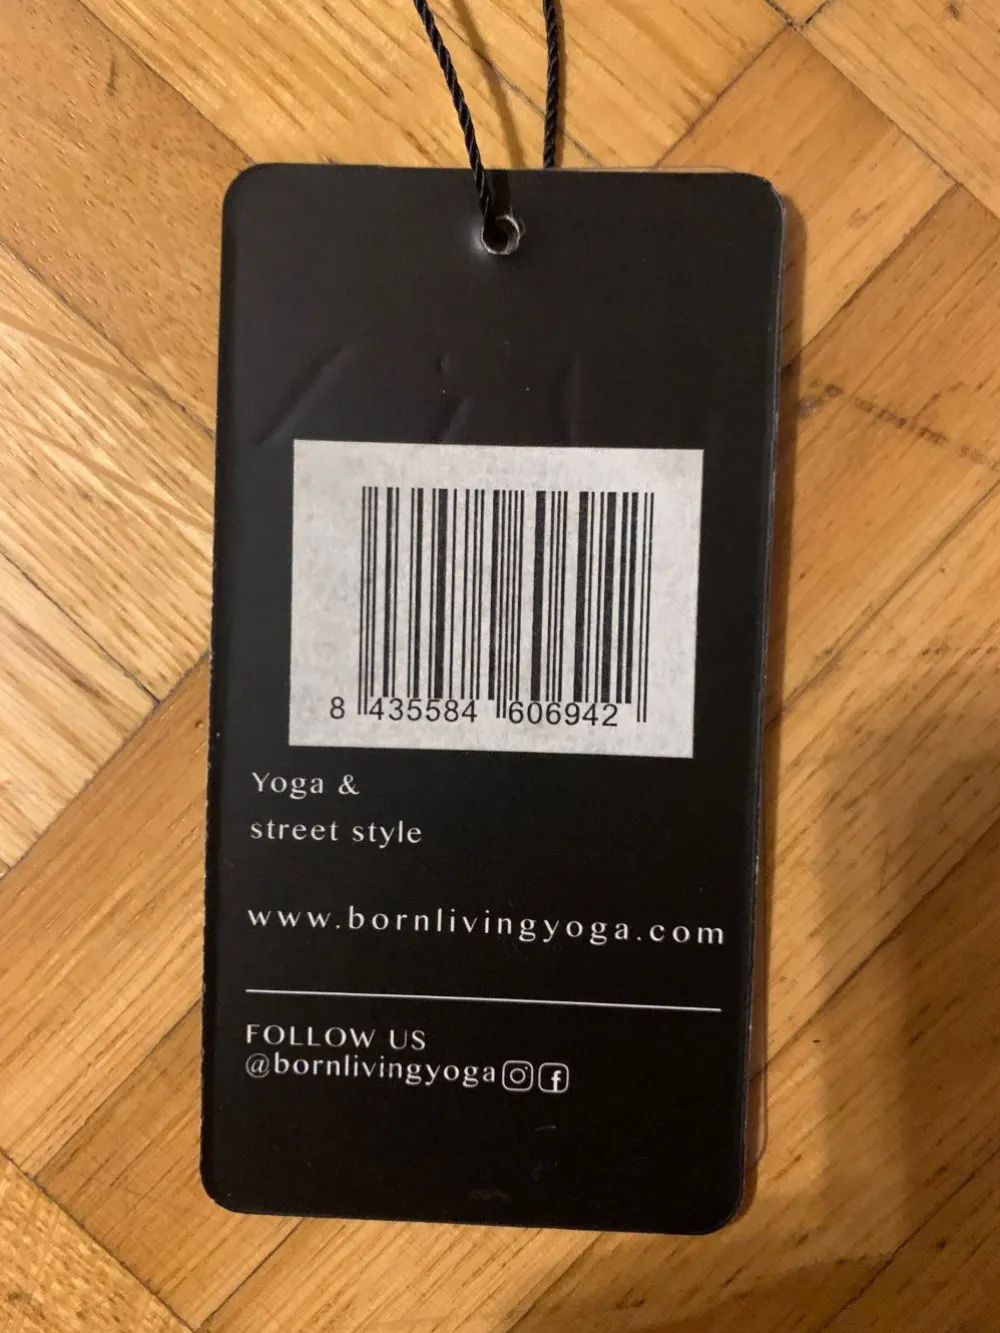 8 435584 606942
Yoga &
street style
www.bornlivingyoga.com
FOLLOW US
@bornlivingyoga